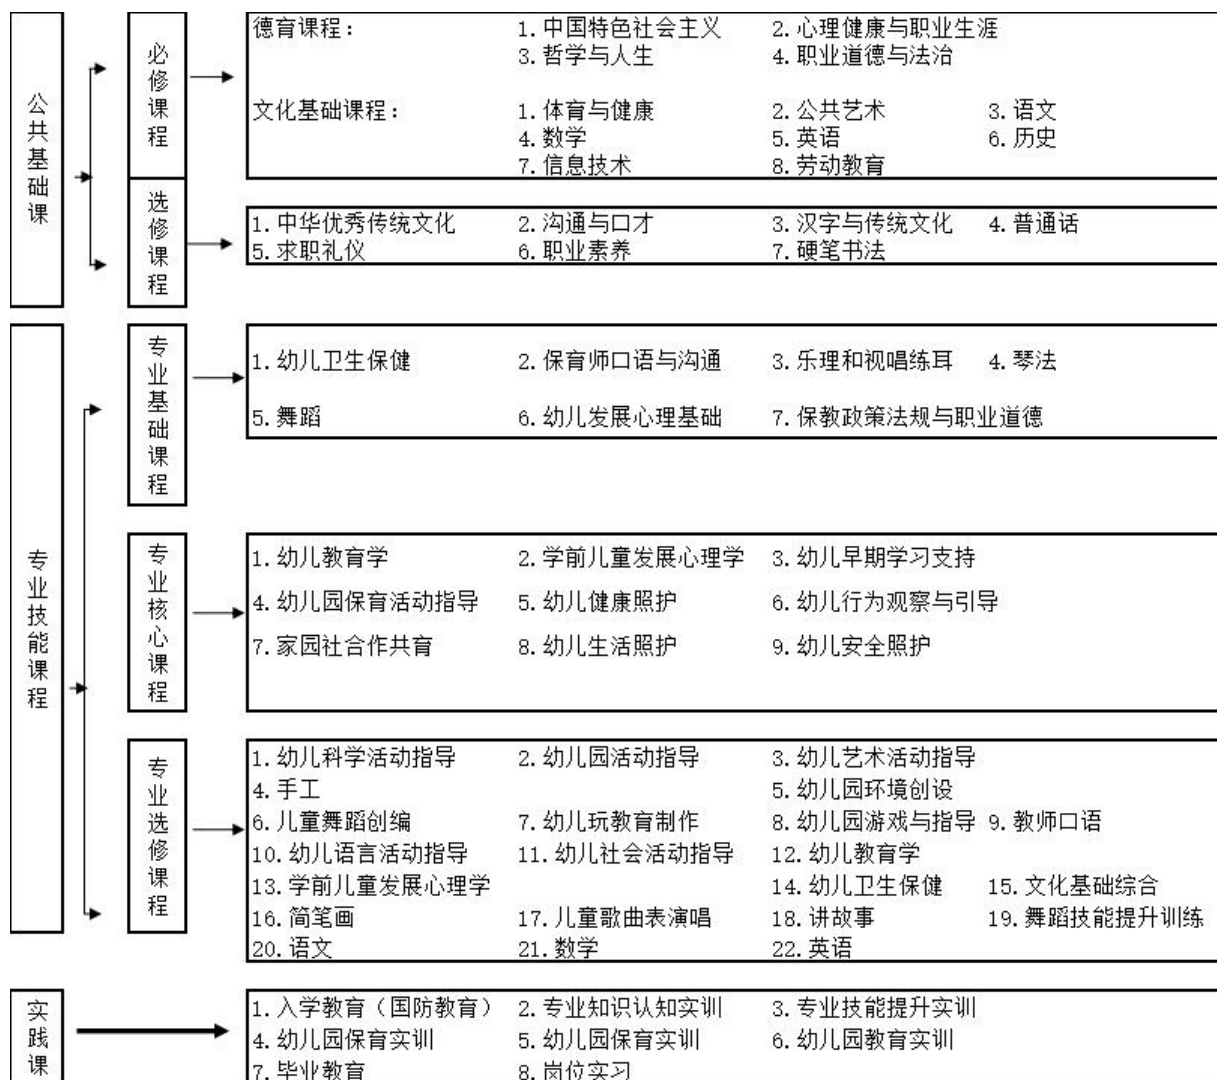 公共基础课
必修课程
德育课程： 1.中国特色社会主义 2.心理健康与职业生涯
3.哲学与人生 4.职业道德与法治
文化基础课程： 1.体育与健康 2.公共艺术 3.语文
4.数学 5.英语 6.历史
7.信息技术 8.劳动教育
选修课程
1.中华优秀传统文化 2.沟通与口才 3.汉字与传统文化 4.普通话
5.求职礼仪 6.职业素养 7.硬笔书法
专业技能课程
专业基础课程
1.幼儿卫生保健 2.保育师口语与沟通 3.乐理和视唱练耳 4.琴法
5.舞蹈 6.幼儿发展心理基础 7.保教政策法规与职业道德
专业核心课程
1.幼儿教育学 2.学前儿童发展心理学 3.幼儿早期学习支持
4.幼儿园保育活动指导 5.幼儿健康照护 6.幼儿行为观察与引导
7.家园社合作共育 8.幼儿生活照护 9.幼儿安全照护
专业选修课程
1.幼儿科学活动指导 2.幼儿园活动指导 3.幼儿艺术活动指导
4.手工 5.幼儿园环境创设
6.儿童舞蹈创编 7.幼儿玩教育制作 8.幼儿园游戏与指导 9.教师口语
10.幼儿语言活动指导 11.幼儿社会活动指导 12.幼儿教育学
13.学前儿童发展心理学 14.幼儿卫生保健 15.文化基础综合
16.简笔画 17.儿童歌曲表演唱 18.讲故事 19.舞蹈技能提升训练
20.语文 21.数学 22.英语
实践课
1.入学教育（国防教育） 2.专业知识认知实训 3.专业技能提升实训
4.幼儿园保育实训 5.幼儿园保育实训 6.幼儿园教育实训
7.毕业教育 8.岗位实习